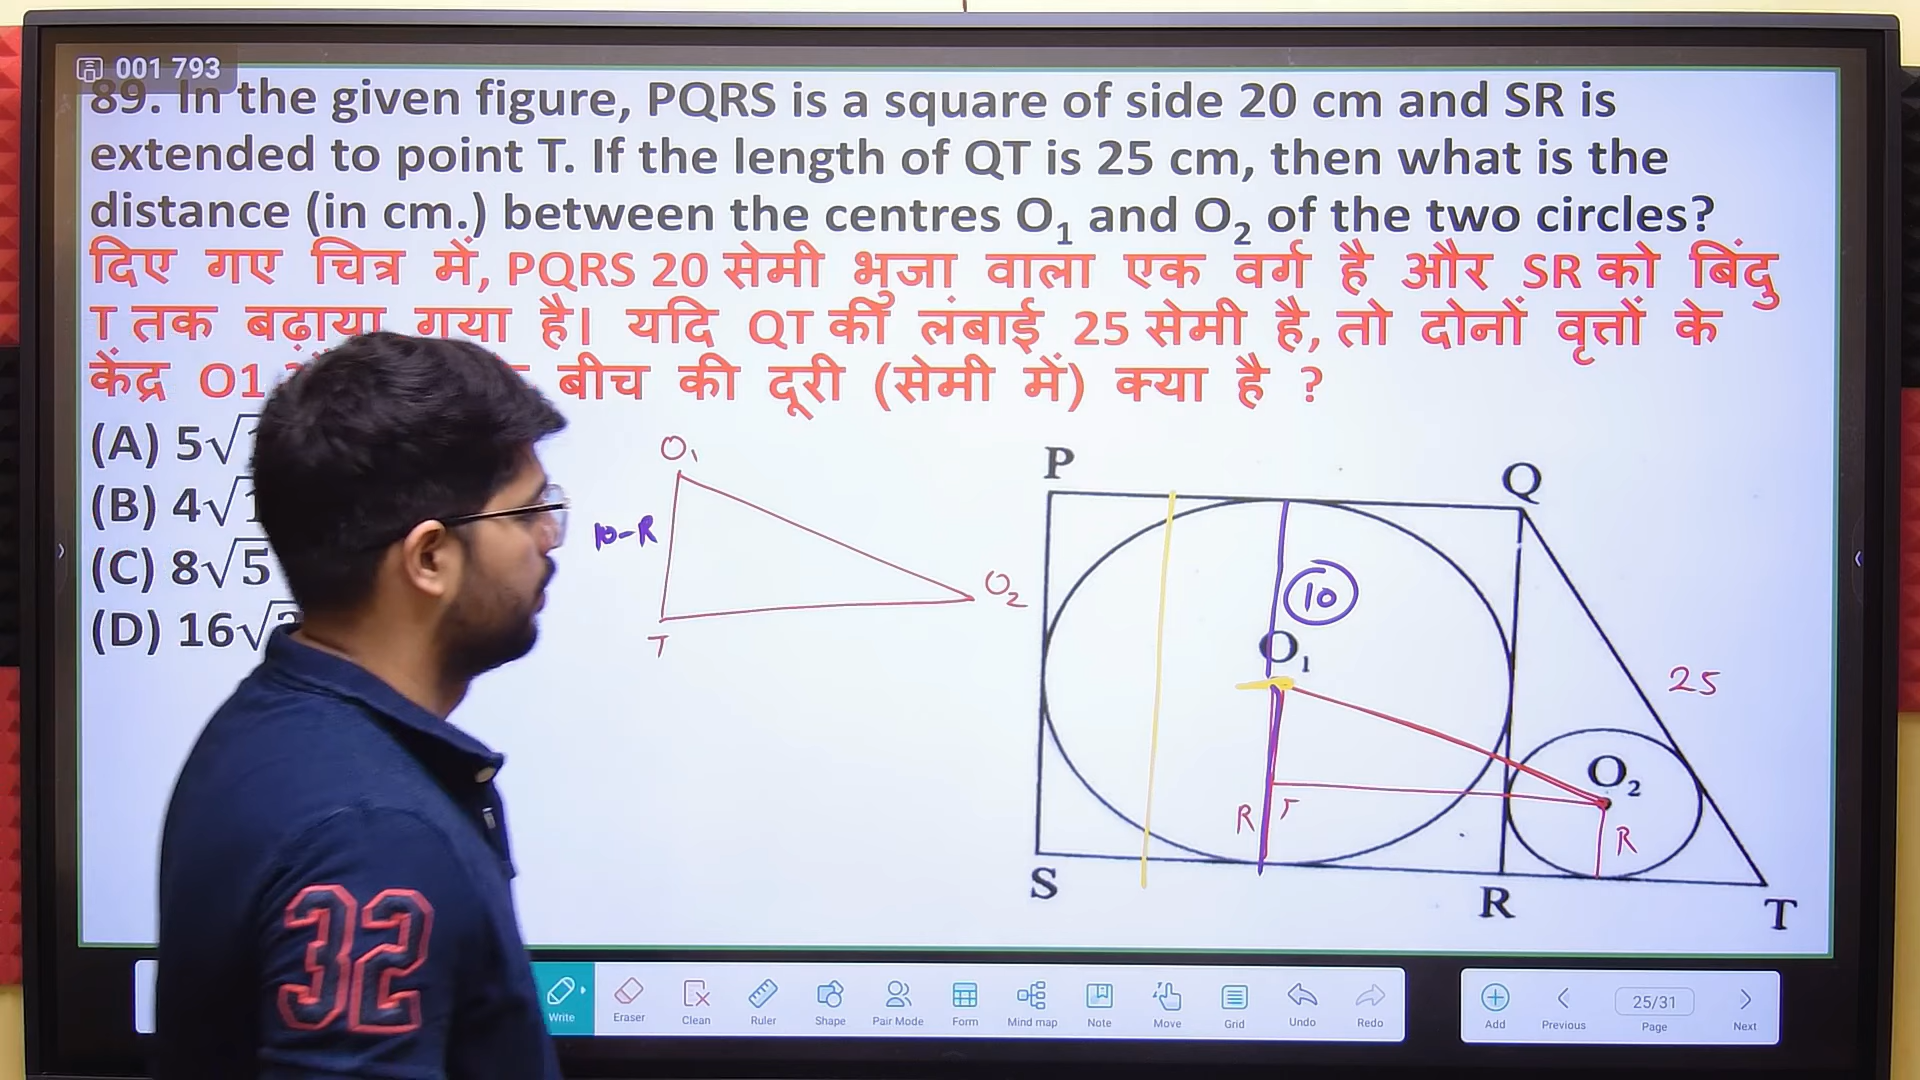 001 793
89. In the given figure, PQRS is a square of side 20 cm and SR is
extended to point T. If the length of QT is 25 cm, then what is the
distance (in cm.) between the centres O₁ and O₂ of the two circles?
दिए गए चित्र में, PQRS 20 सेमी भुजा वाला एक वर्ग है और SR को बिंदु
T तक बढ़ाया गया है। यदि QT की लंबाई 25 सेमी है, तो दोनों वृत्तों के
केंद्र O1 बीच की दूरी (सेमी में) क्या है ?
(A) 5√
(B) 4√
(C) 8√5
(D) 16√
O₁
10-R
O₂
T
P
Q
10
O₁
25
O₂
R T
R
S
R
T
32
Write
Eraser
Clean
Ruler
Shape
Pair Mode
Form
Mind map
Note
Move
Grid
Undo
Redo
Add
Previous
25/31
Page
Next